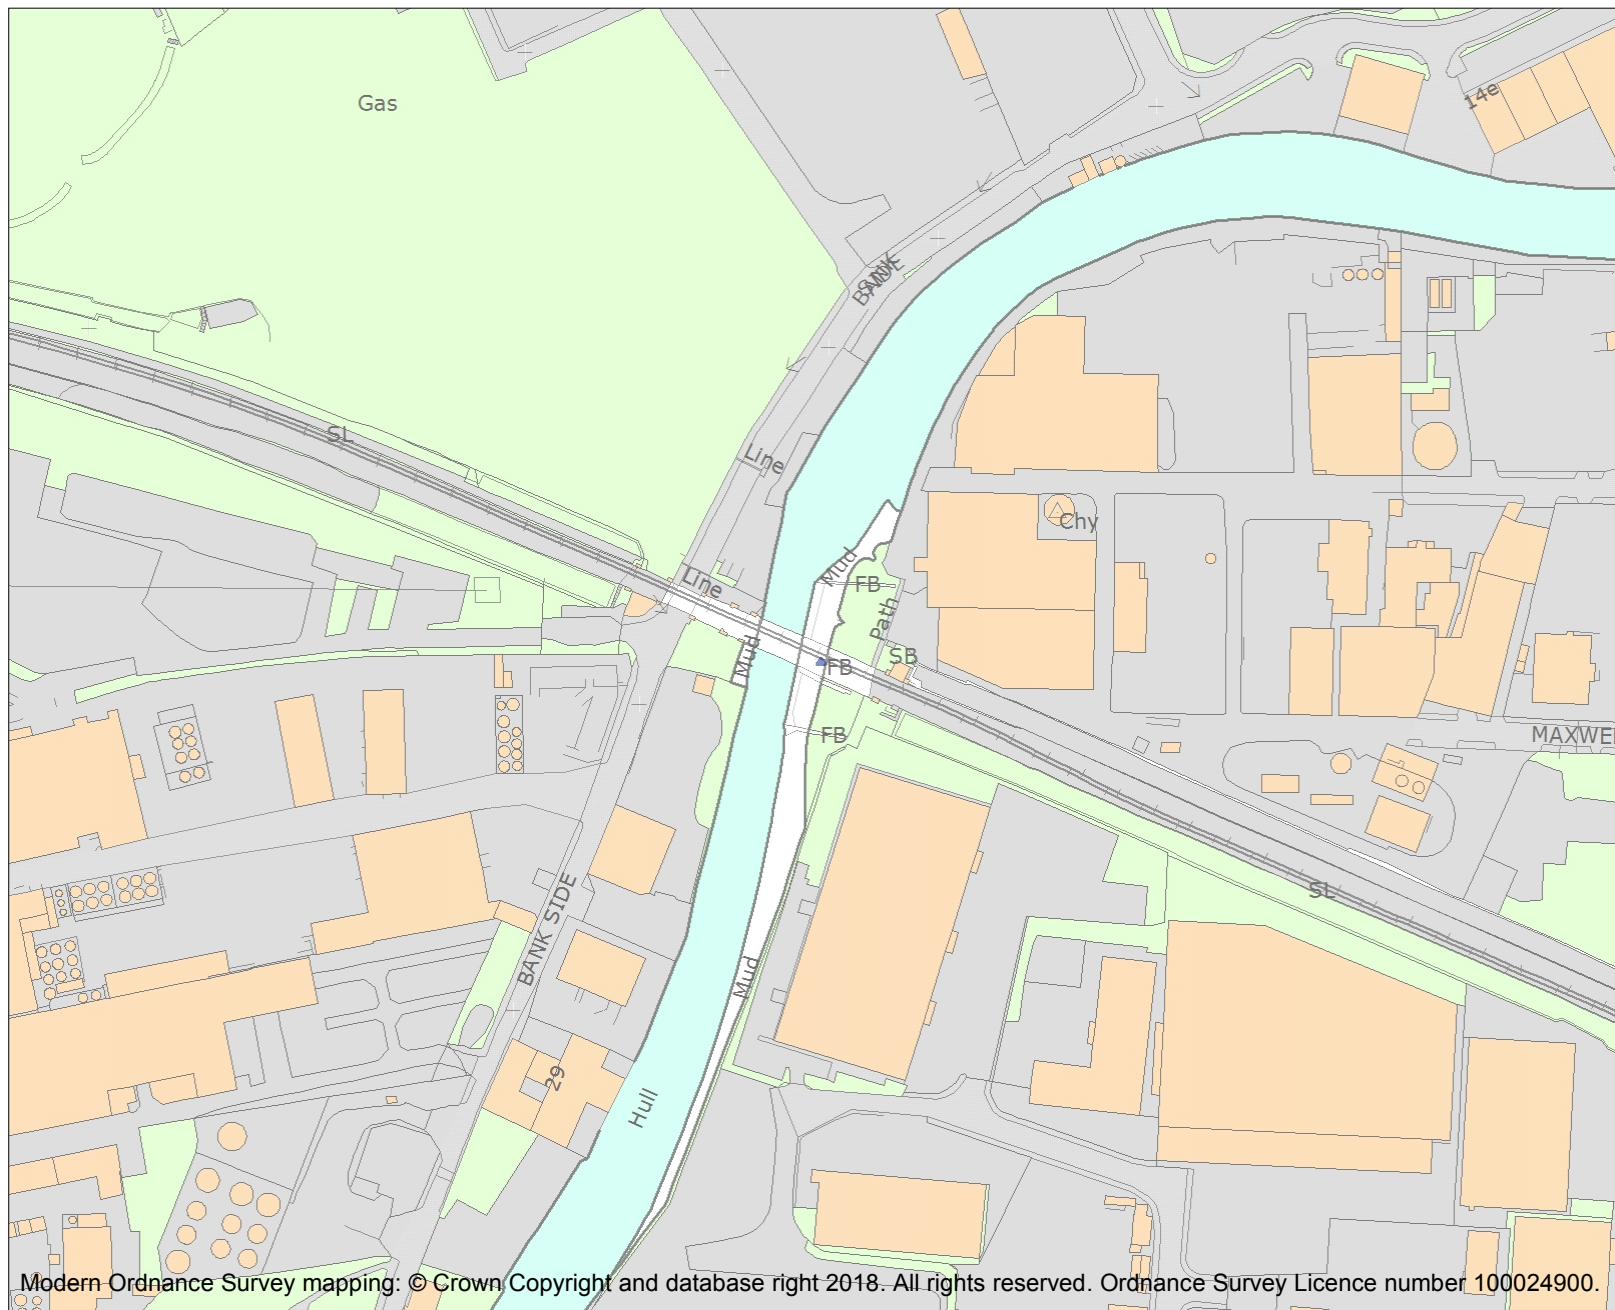 Gas
14e
BANK
SIDE
SL
Line
Chy
Mud
FB
Line
Path
Mud
SB
FB
FB
MAXWEL
BANK SIDE
SL
Mud
29
Hull
Modern Ordnance Survey mapping: © Crown Copyright and database right 2018. All rights reserved. Ordnance Survey Licence number 100024900.